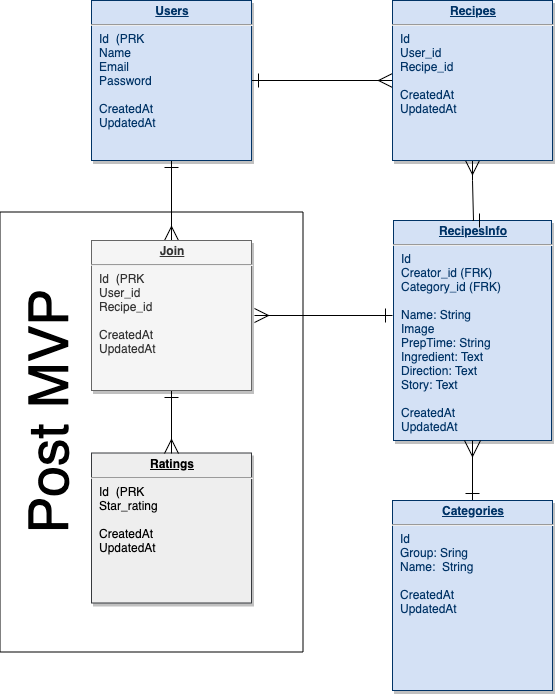 Users
Id  (PRK
Name
Email
Password
CreatedAt
UpdatedAt
Recipes
Id
User_id
Recipe_id
CreatedAt
UpdatedAt
Post MVP
Join
Id  (PRK
User_id
Recipe_id
CreatedAt
UpdatedAt
RecipesInfo
Id
Creator_id (FRK)
Category_id (FRK)
Name: String
Image
PrepTime: String
Ingredient: Text
Direction: Text
Story: Text
CreatedAt
UpdatedAt
Ratings
Id  (PRK
Star_rating
CreatedAt
UpdatedAt
Categories
Id
Group: Sring
Name:  String
CreatedAt
UpdatedAt